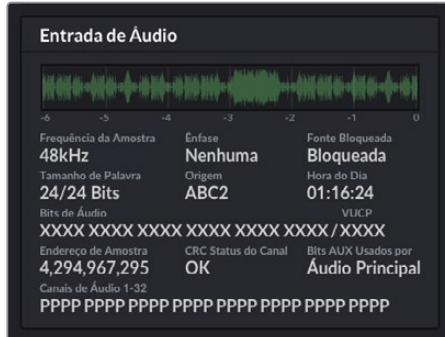 Entrada de Áudio
-6 -5 -4 -3 -2 -1 0
Frequência da Amostra Ênfase Fonte Bloqueada
48kHz Nenhuma Bloqueada
Tamanho de Palavra Origem Hora do Dia
24/24 Bits ABC2 01:16:24
Bits de Áudio VUCP
XXXX XXXX XXXX XXXX XXXX XXXX/XXXX
Endereço de Amostra CRC Status do Canal Bits AUX Usados por
4,294,967,295 OK Áudio Principal
Canais de Áudio 1-32
PPPP PPPP PPPP PPPP PPPP PPPP PPPP PPPP